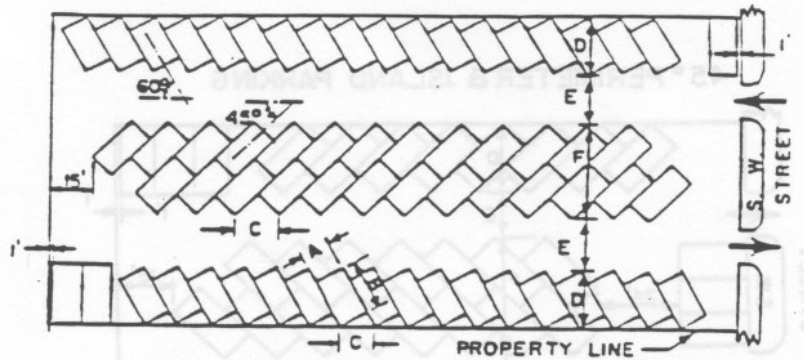 D
1'
60°
E
45°
F
STREET
S. W.
15'
C
A
E
1'
B
D
C
PROPERTY LINE